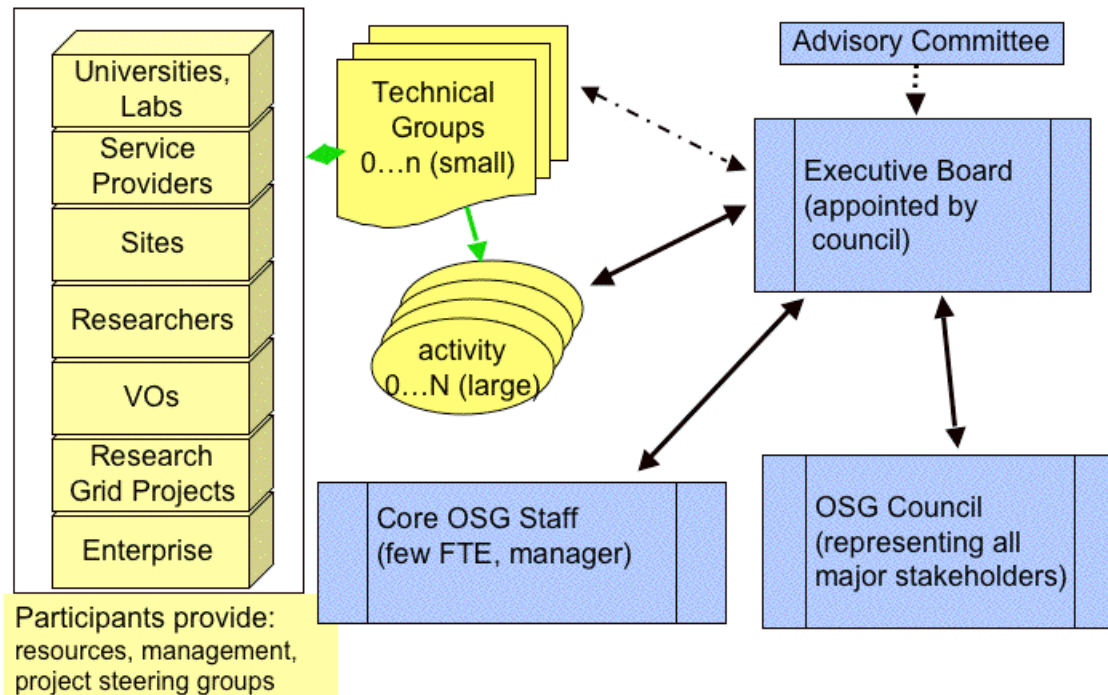 Universities,
Labs
Service
Providers
Sites
Researchers
VOs
Research
Grid Projects
Enterprise
Participants provide:
resources, management,
project steering groups
Technical
Groups
0...n (small)
activity
0...N (large)
Advisory Committee
Executive Board
(appointed by
council)
Core OSG Staff
(few FTE, manager)
OSG Council
(representing all
major stakeholders)